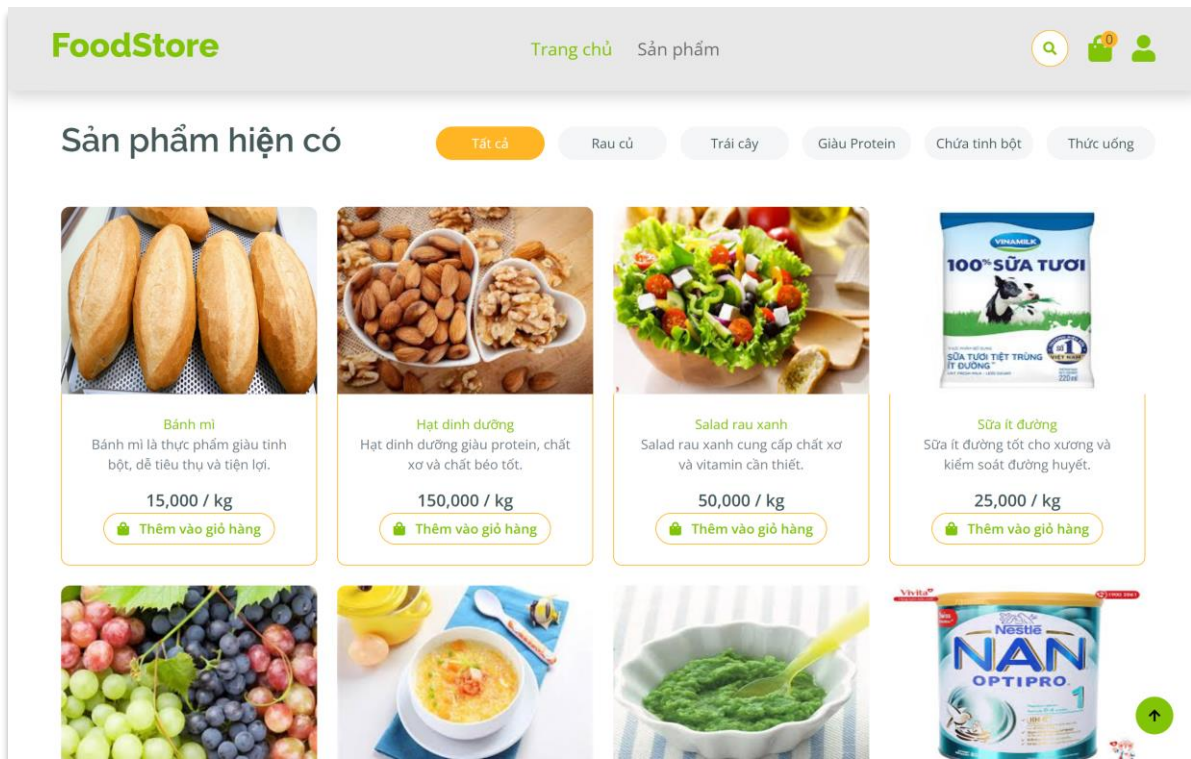 FoodStore
Trang chủ
Sản phẩm
0
Sản phẩm hiện có
Tất cả
Rau củ
Trái cây
Giàu Protein
Chứa tinh bột
Thức uống
VINAMILK
100% SỮA TƯƠI
SỮA TƯƠI TIỆT TRÙNG
ÍT ĐƯỜNG
220ml
Bánh mì
Bánh mì là thực phẩm giàu tinh
bột, dễ tiêu thụ và tiện lợi.
15,000 / kg
Thêm vào giỏ hàng
Hạt dinh dưỡng
Hạt dinh dưỡng giàu protein, chất
xơ và chất béo tốt.
150,000 / kg
Thêm vào giỏ hàng
Salad rau xanh
Salad rau xanh cung cấp chất xơ
và vitamin cần thiết.
50,000 / kg
Thêm vào giỏ hàng
Sữa ít đường
Sữa ít đường tốt cho xương và
kiểm soát đường huyết.
25,000 / kg
Thêm vào giỏ hàng
Vivita
Nestlé
NAN
OPTIPRO
1